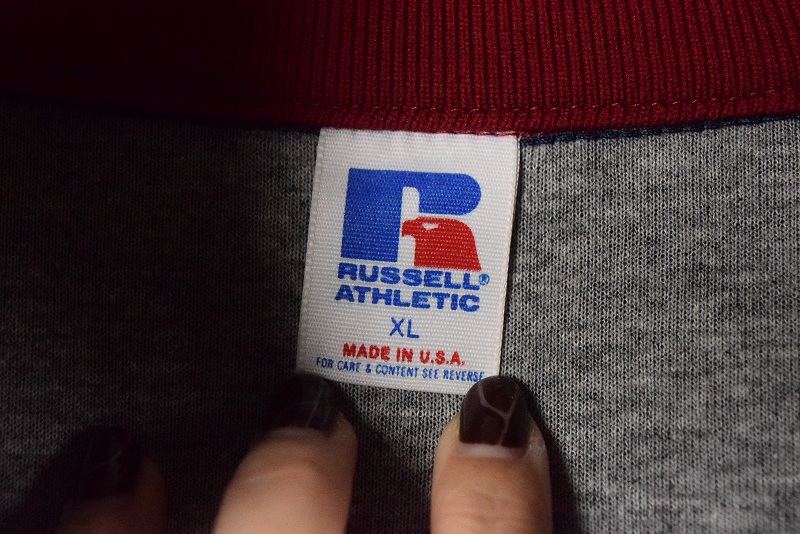 RUSSELL®
ATHLETIC
XL
MADE IN U.S.A.
FOR CARE & CONTENT SEE REVERSE